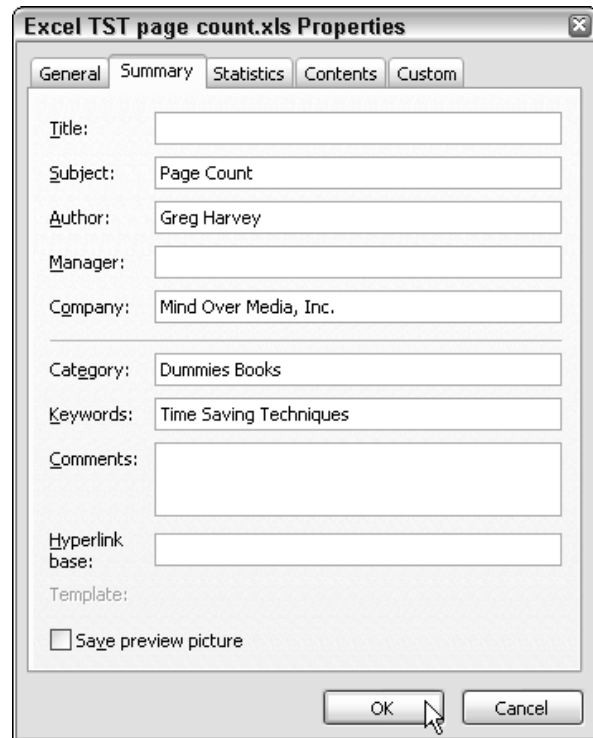 Excel TST page count.xls Properties
General Summary Statistics Contents Custom
Title:
Subject: Page Count
Author: Greg Harvey
Manager:
Company: Mind Over Media, Inc.
Category: Dummies Books
Keywords: Time Saving Techniques
Comments:
Hyperlink
base:
Template:
Save preview picture
OK Cancel